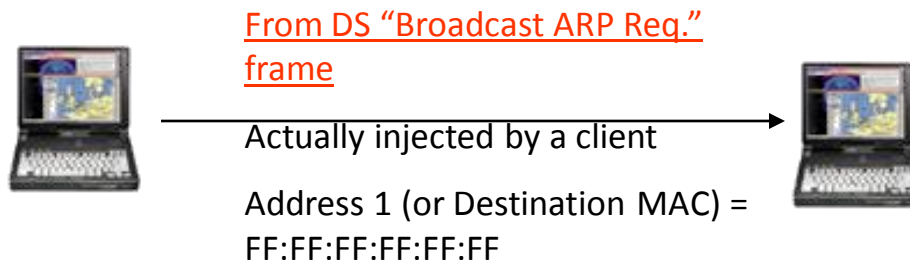 From DS “Broadcast ARP Req.”
frame
Actually injected by a client
Address 1 (or Destination MAC) =
FF:FF:FF:FF:FF:FF